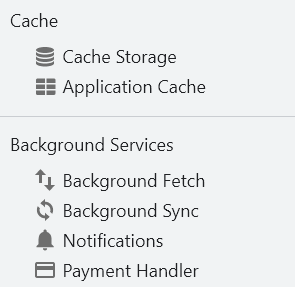 Cache
Cache Storage
Application Cache
Background Services
Background Fetch
Background Sync
Notifications
Payment Handler